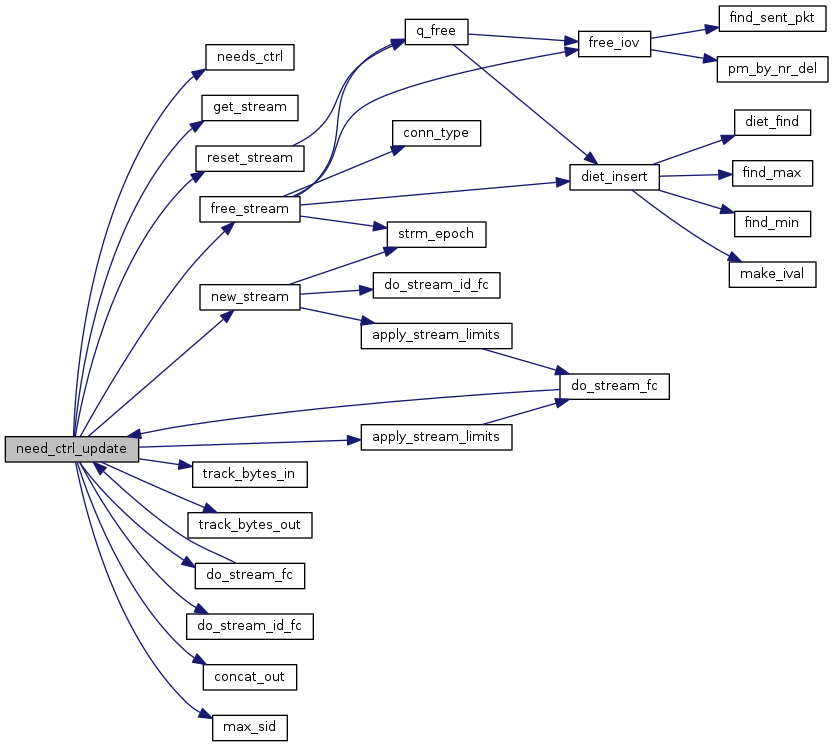 q_free
find_sent_pkt
free_iov
needs_ctrl
pm_by_nr_del
get_stream
diet_find
conn_type
reset_stream
find_max
diet_insert
free_stream
find_min
strm_epoch
make_ival
do_stream_id_fc
new_stream
apply_stream_limits
do_stream_fc
apply_stream_limits
need_ctrl_update
track_bytes_in
track_bytes_out
do_stream_fc
do_stream_id_fc
concat_out
max_sid